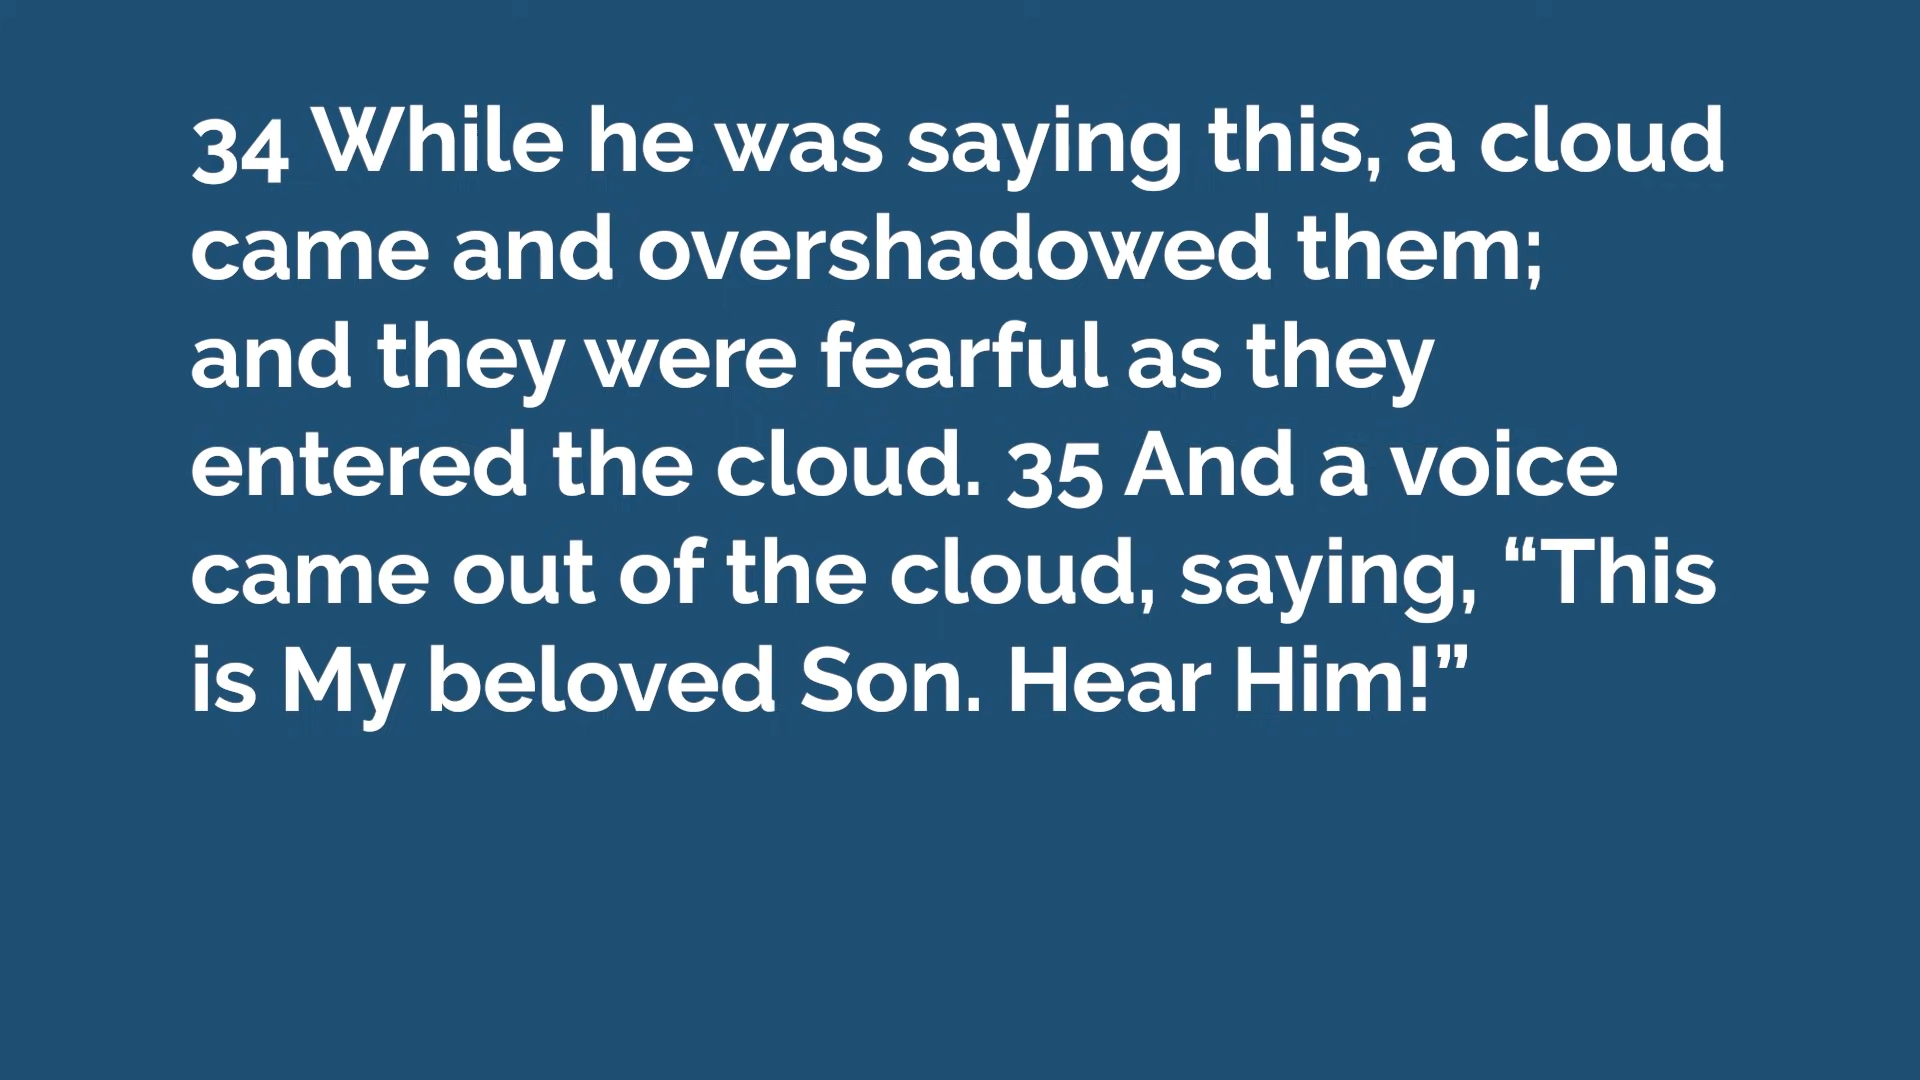 34 While he was saying this, a cloud
came and overshadowed them;
and they were fearful as they
entered the cloud. 35 And a voice
came out of the cloud, saying, “This
is My beloved Son. Hear Him!”